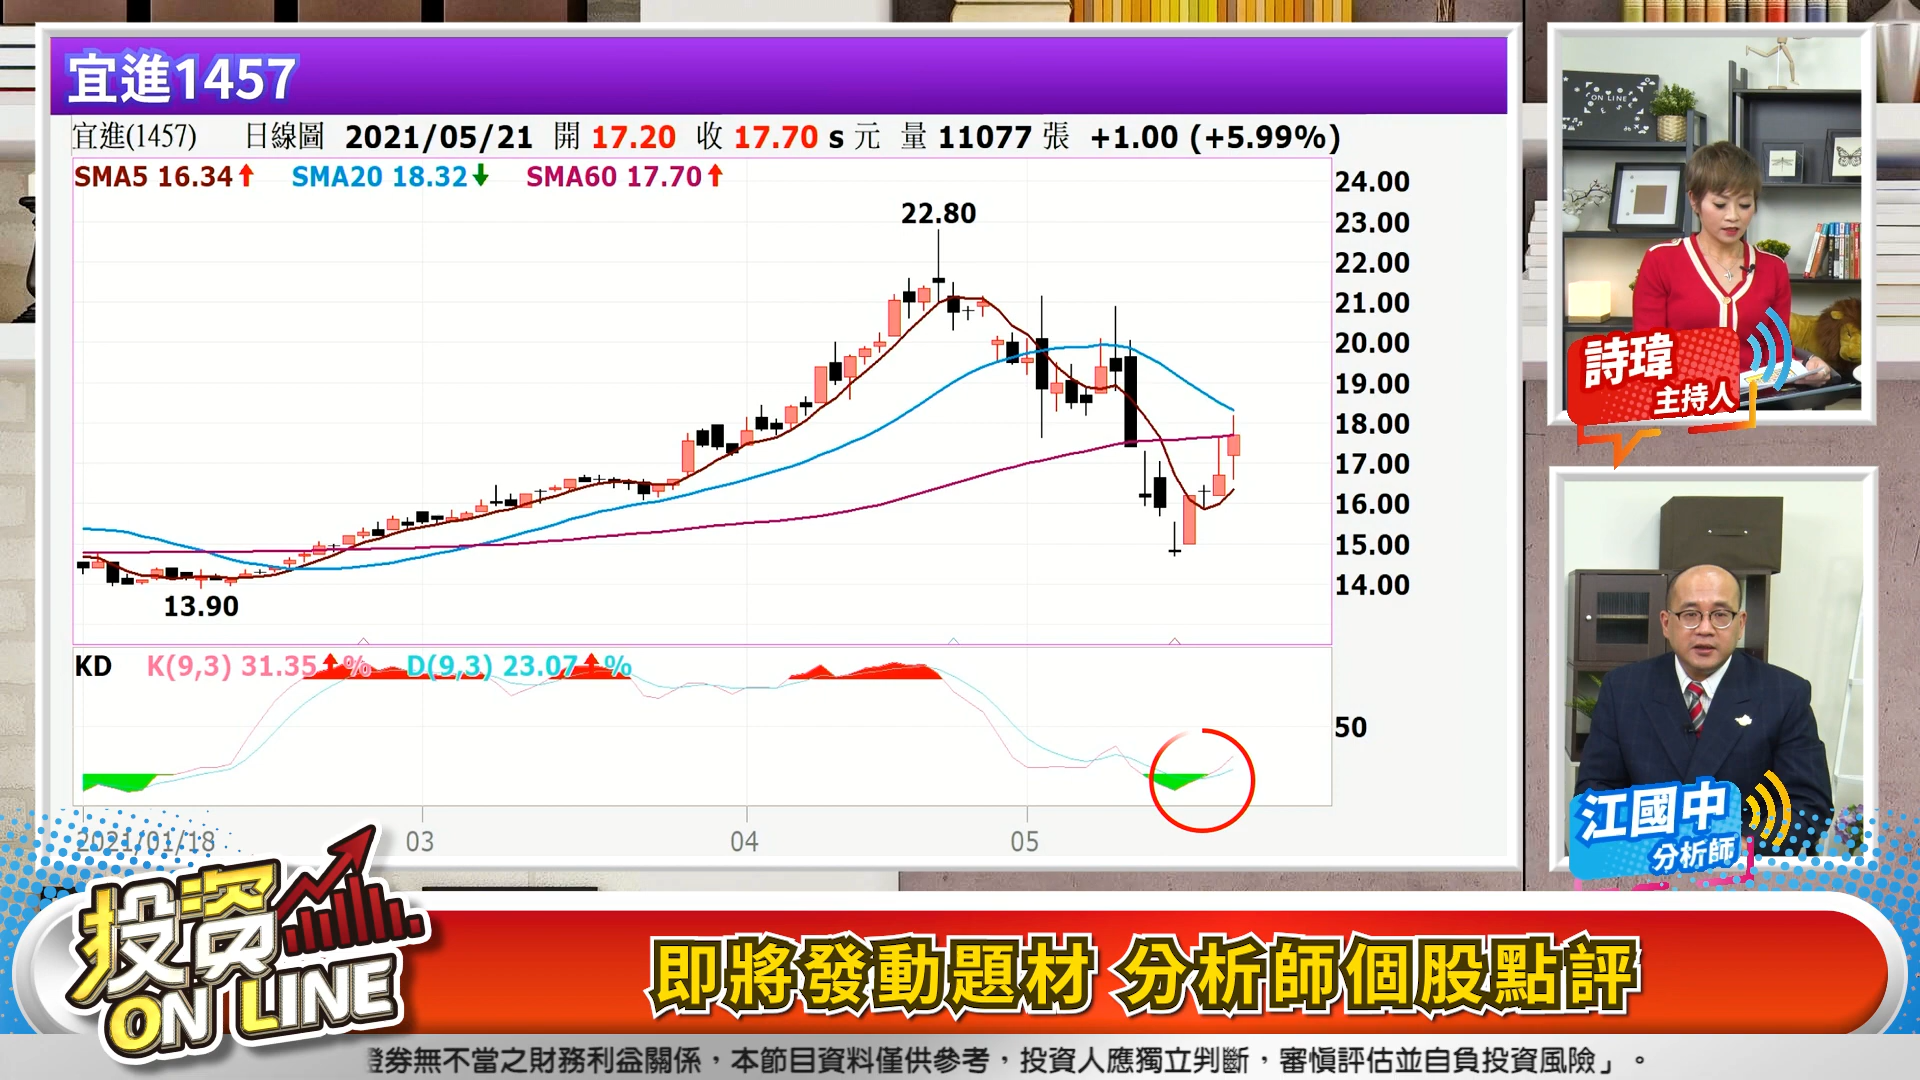 宜進1457
宜進(1457) 日線圖 2021/05/21 開 17.20 收 17.70 s 元 量 11077 張 +1.00 (+5.99%)
SMA5 16.34 SMA20 18.32 SMA60 17.70
24.00
23.00
22.00
21.00
20.00
19.00
18.00
17.00
16.00
15.00
14.00
22.80
13.90
KD K(9,3) 31.35 % D(9,3) 23.07 %
50
2021/01/18 03 04 05
ON LINE
詩瑋
主持人
江國中
分析師
投資
ON LINE
即將發動題材 分析師個股點評
證券無不當之財務利益關係，本節目資料僅供參考，投資人應獨立判斷，審慎評估並自負投資風險」。